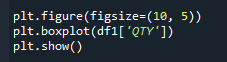 plt.figure(figsize=(10, 5))
plt.boxplot(df1['QTY'])
plt.show()